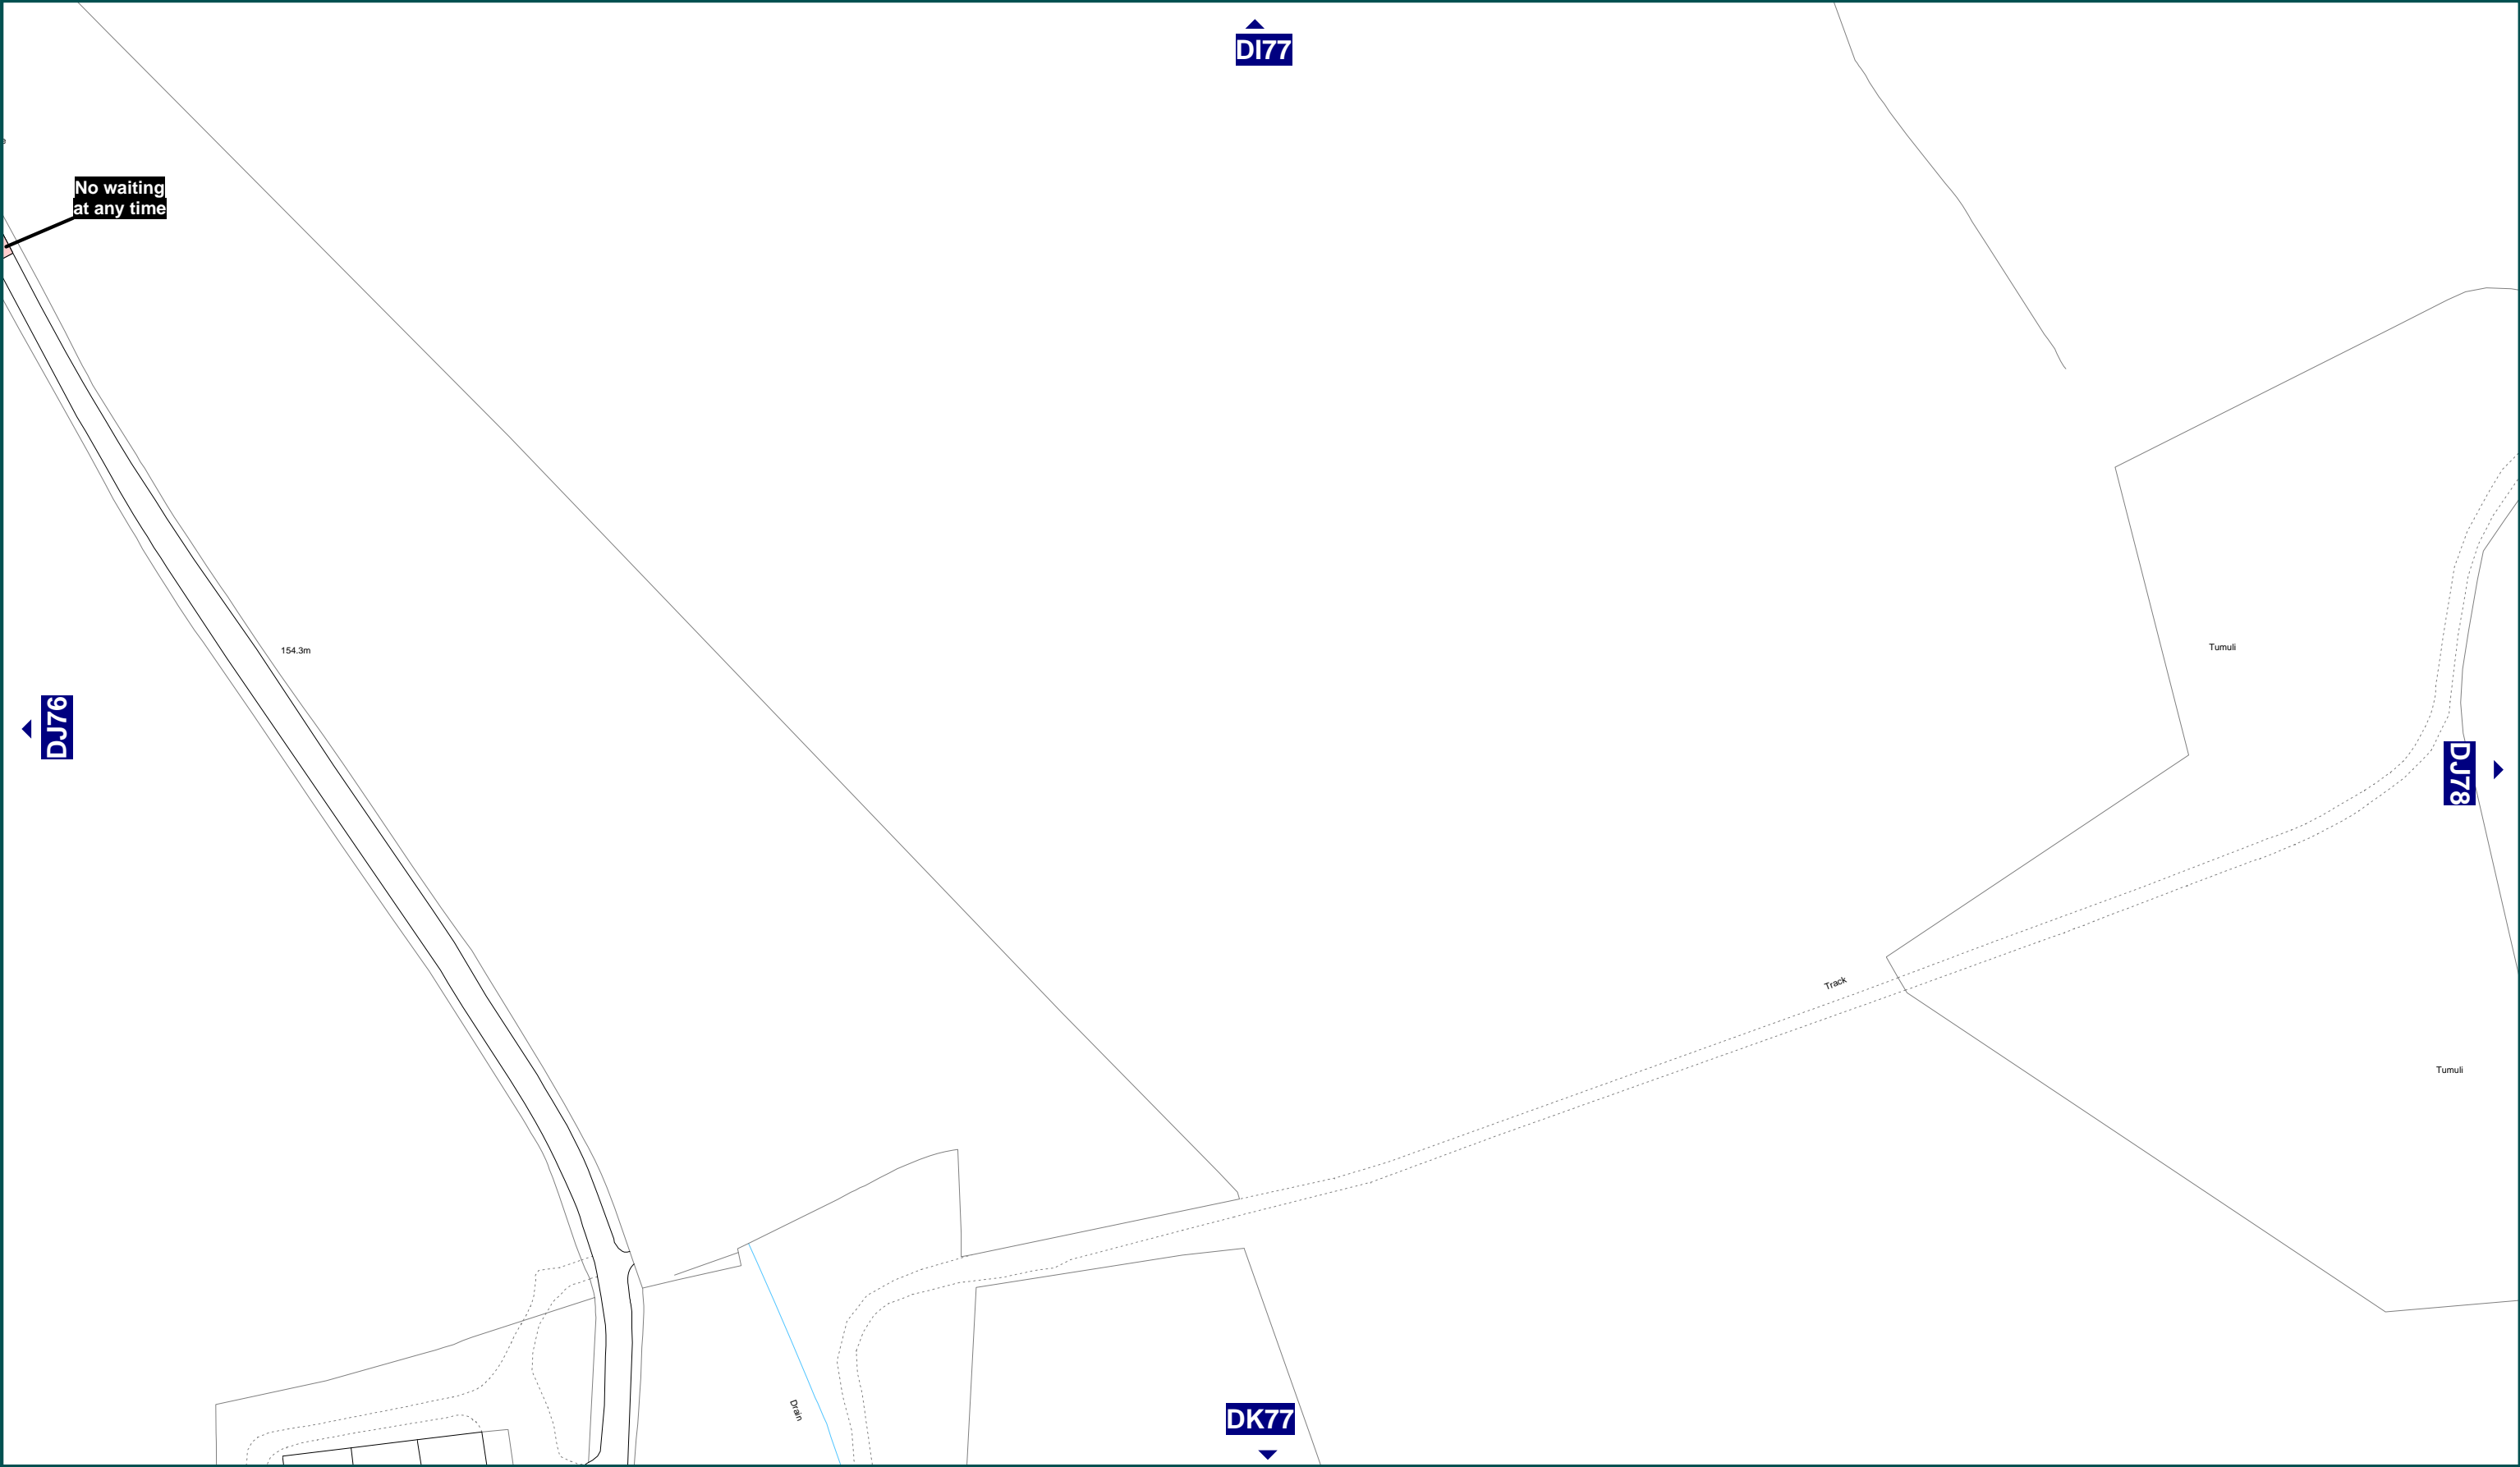 DI77
No waiting
at any time
154.3m
Tumuli
DJ76
DJ78
Track
Tumuli
Drain
DK77